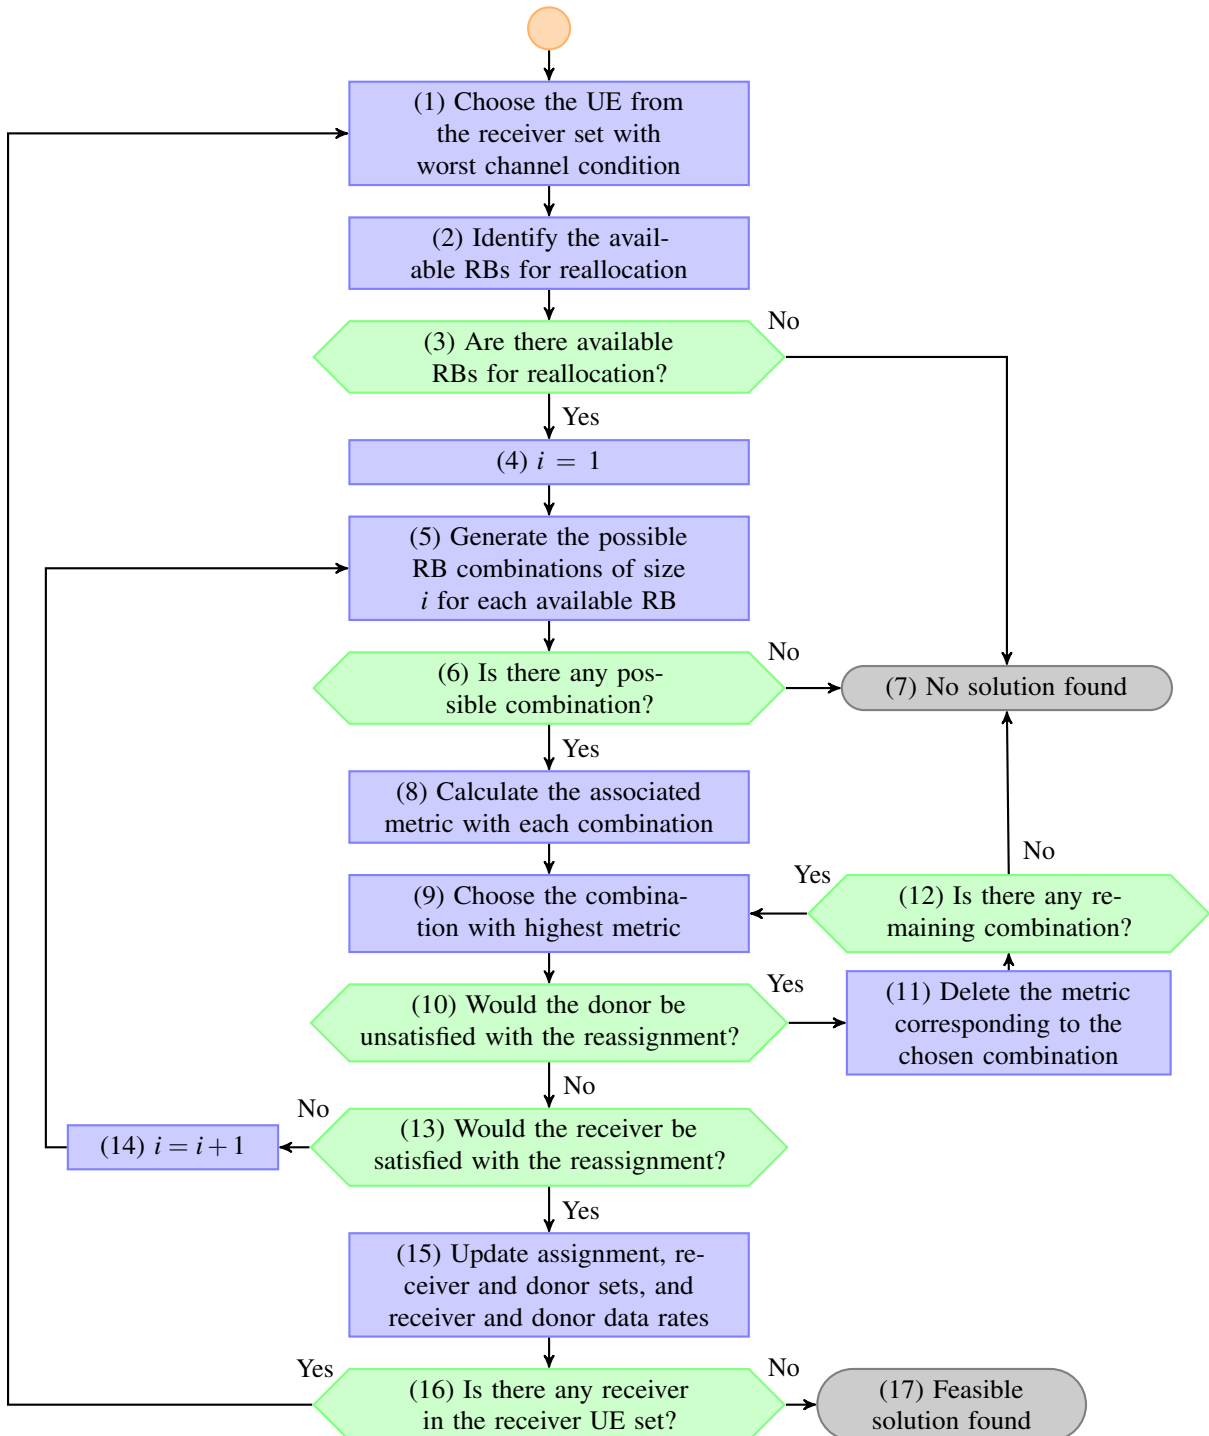 (1) Choose the UE from
the receiver set with
worst channel condition
(2) Identify the avail-
able RBs for reallocation
(3) Are there available
RBs for reallocation?
No
Yes
(4) i = 1
(5) Generate the possible
RB combinations of size
i for each available RB
(6) Is there any pos-
sible combination?
No
(7) No solution found
Yes
(8) Calculate the associated
metric with each combination
(9) Choose the combina-
tion with highest metric
Yes
(12) Is there any re-
maining combination?
No
(10) Would the donor be
unsatisfied with the reassignment?
Yes
(11) Delete the metric
corresponding to the
chosen combination
No
(13) Would the receiver be
satisfied with the reassignment?
No
(14) i = i + 1
Yes
(15) Update assignment, re-
ceiver and donor sets, and
receiver and donor data rates
Yes
(16) Is there any receiver
in the receiver UE set?
No
(17) Feasible
solution found